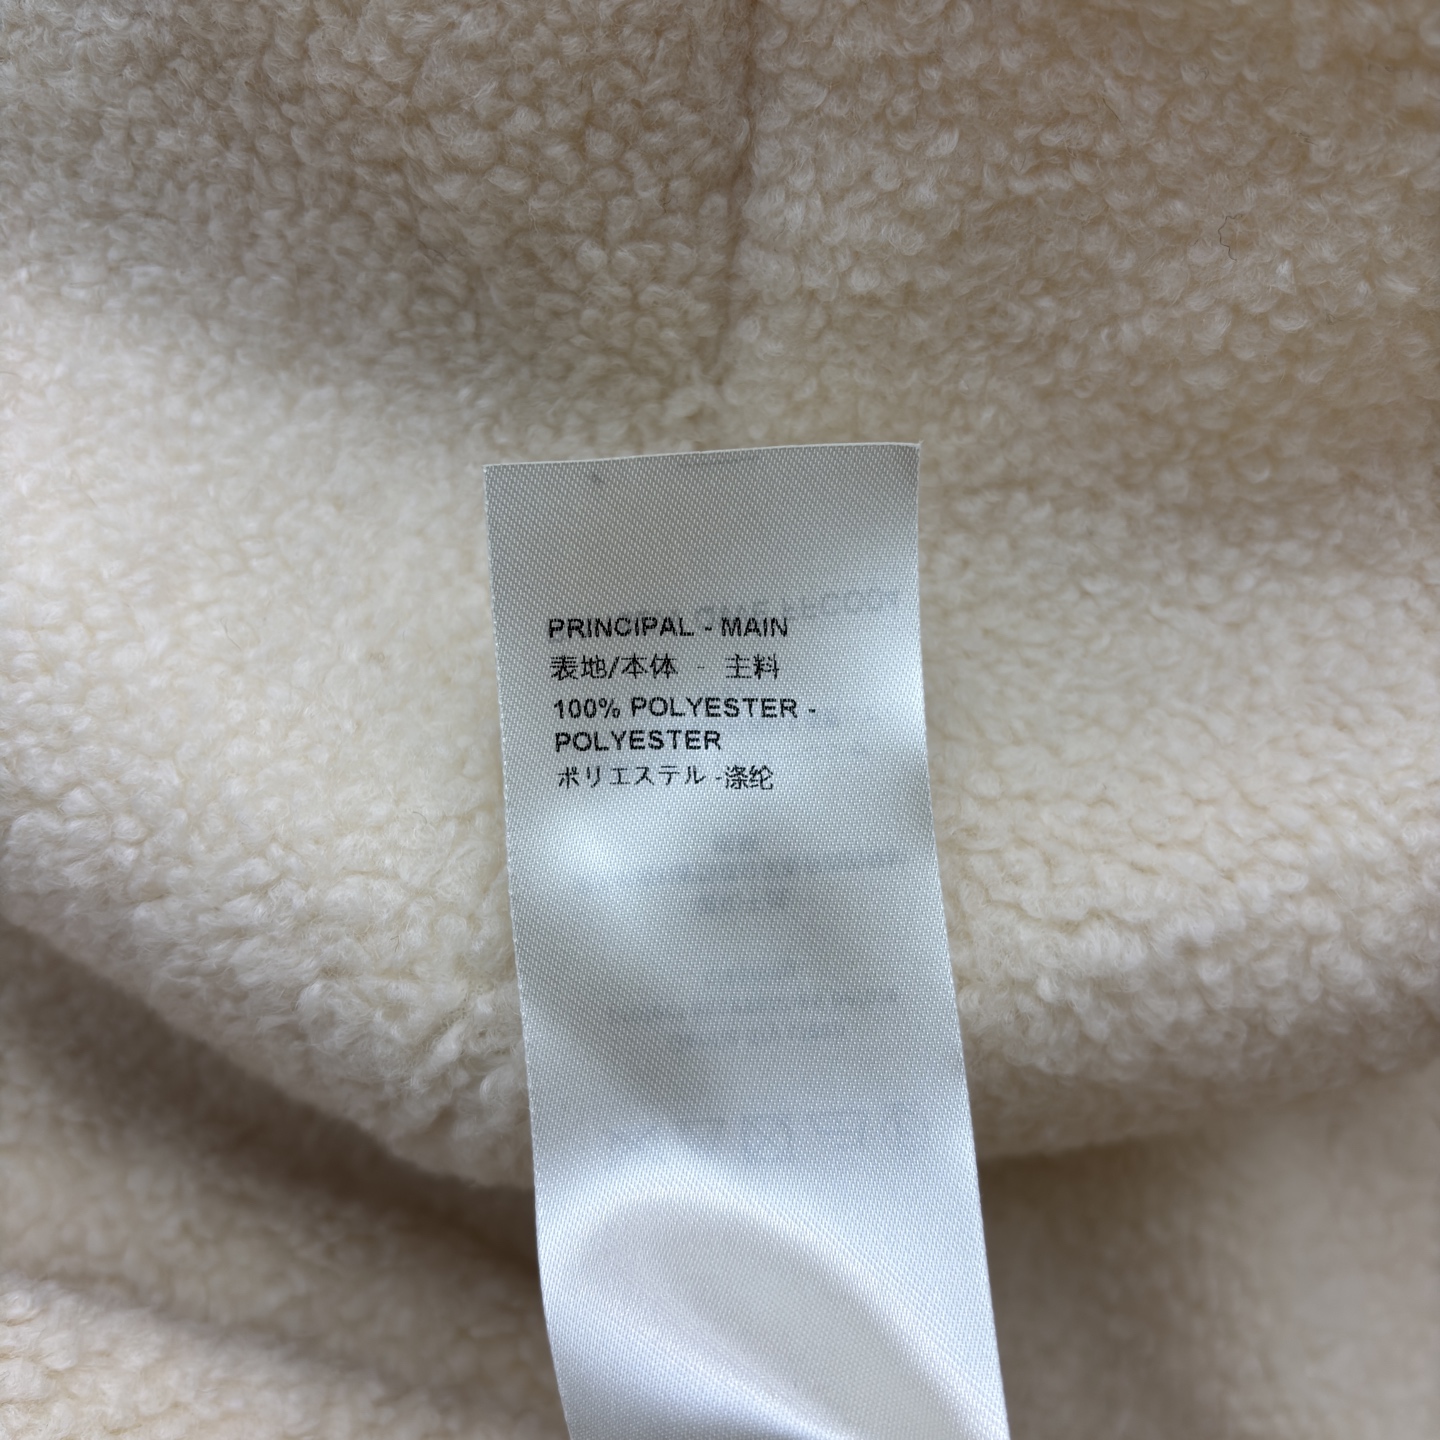 PRINCIPAL - MAIN
表地/本体 - 主料
100% POLYESTER -
POLYESTER
ポリエステル -涤纶